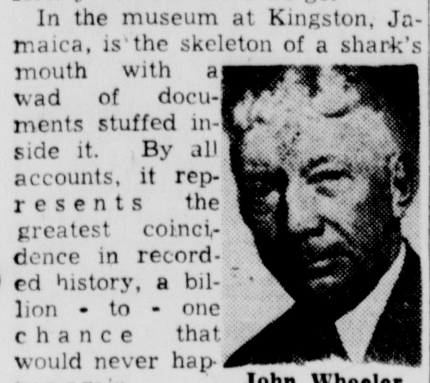 In the museum at Kingston, Ja-
maica, is the skeleton of a shark's
mouth with a
wad of docu-
ments stuffed in-
side it. By all
accounts, it rep-
resents the
greatest coinci-
dence in record-
ed history, a bil-
lion - to - one
chance that
would never hap-
John Wheeler